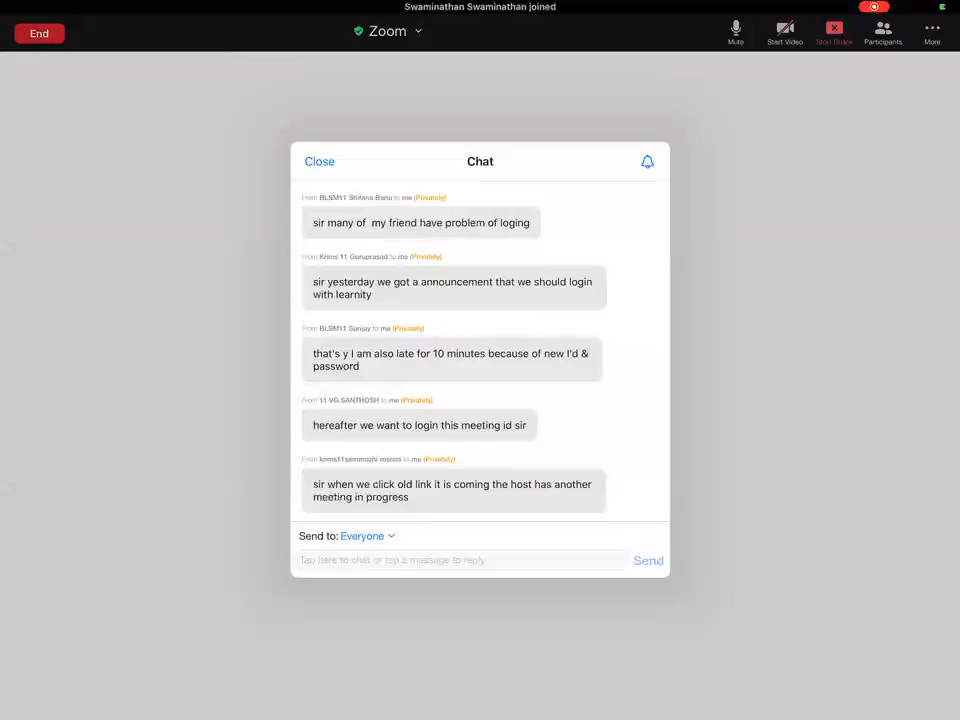 Swaminathan Swaminathan joined
End
Zoom
Mute
Start Video
Stop Share
Participants
More
Close
Chat
From BLSM11 Shifana Banu to me (Privately)
sir many of my friend have problem of loging
From Krims 11 Guruprasad to me (Privately)
sir yesterday we got a announcement that we should login
with learnity
From BLSM11 Sanjay to me (Privately)
that's y I am also late for 10 minutes because of new I'd &
password
From 11 VG SANTHOSH to me (Privately)
hereafter we want to login this meeting id sir
From to me (Privately)
sir when we click old link it is coming the host has another
meeting in progress
Send to: Everyone
Tap here to chat or tap a message to reply
Send